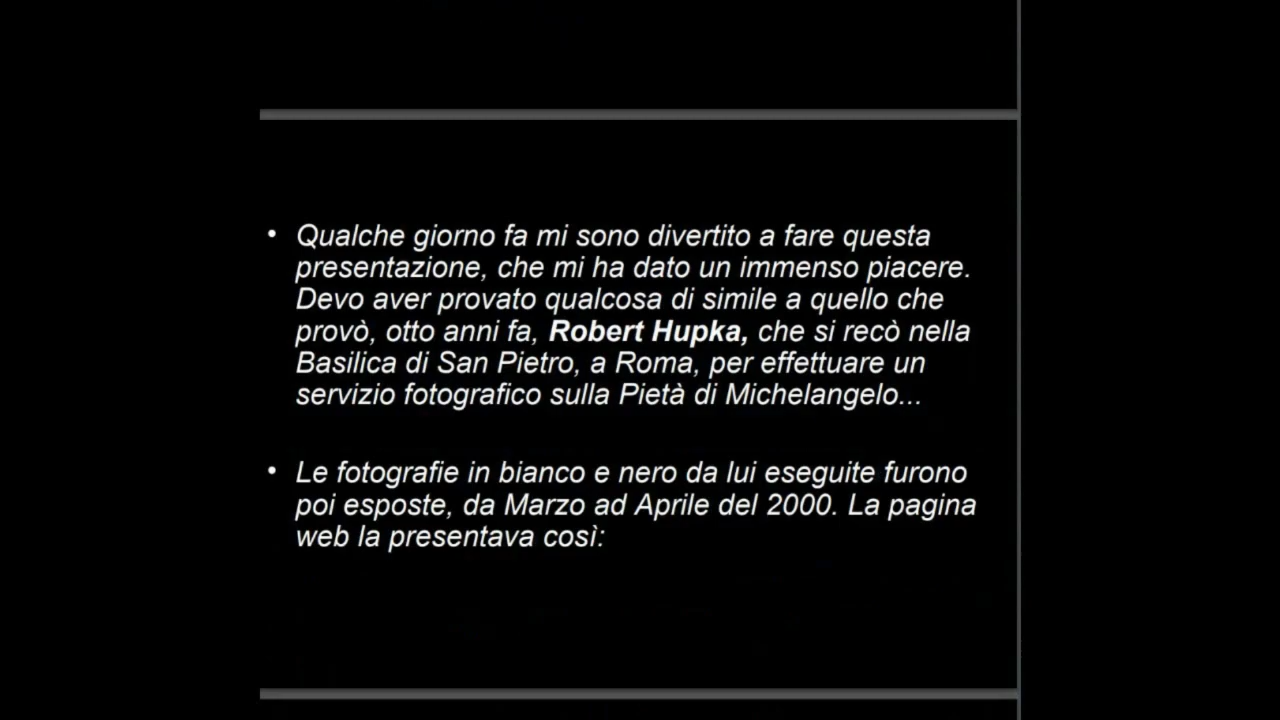 • Qualche giorno fa mi sono divertito a fare questa
presentazione, che mi ha dato un immenso piacere.
Devo aver provato qualcosa di simile a quello che
provò, otto anni fa, Robert Hupka, che si recò nella
Basilica di San Pietro, a Roma, per effettuare un
servizio fotografico sulla Pietà di Michelangelo...
• Le fotografie in bianco e nero da lui eseguite furono
poi esposte, da Marzo ad Aprile del 2000. La pagina
web la presentava così: